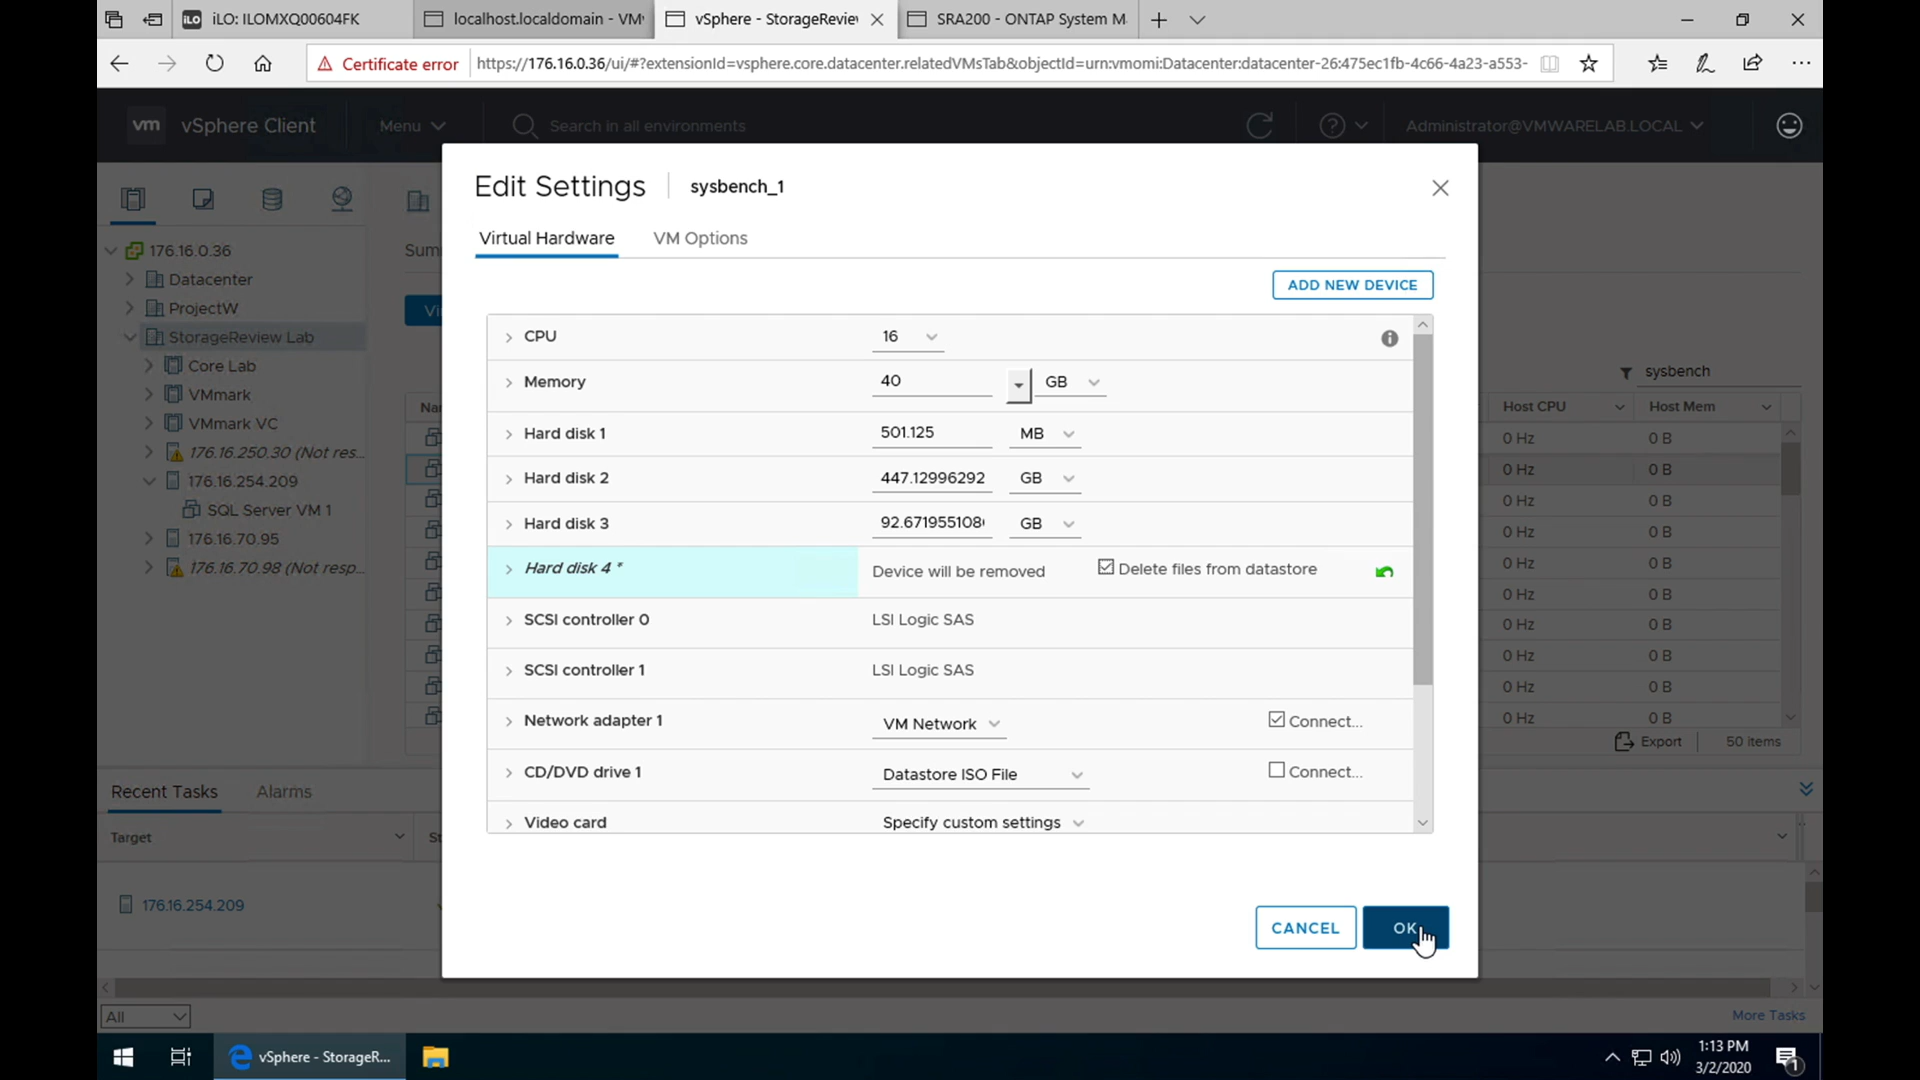 iLO: ILOMXQ00604FK
localhost.localdomain - VM
vSphere - StorageReview
SRA200 - ONTAP System M
Certificate error
https://176.16.0.36/ui/#?extensionId=vsphere.core.datacenter.relatedVMsTab&objectId=urn:vmomi:Datacenter:datacenter-26:475ec1fb-4c66-4a23-a553-
vm vSphere Client
Menu
Search in all environments
Administrator@VMWARELAB.LOCAL
176.16.0.36
Datacenter
ProjectW
StorageReview Lab
Core Lab
VMmark
VMmark VC
176.16.250.30 (Not res...
176.16.254.209
SQL Server VM 1
176.16.70.95
176.16.70.98 (Not resp...
Sum
Vi
Na
Edit Settings
sysbench_1
Virtual Hardware
VM Options
ADD NEW DEVICE
CPU 16
Memory 40 GB
Hard disk 1 501.125 MB
Hard disk 2 447.12996292 GB
Hard disk 3 92.671955108 GB
Hard disk 4 * Device will be removed Delete files from datastore
SCSI controller 0 LSI Logic SAS
SCSI controller 1 LSI Logic SAS
Network adapter 1 VM Network Connect...
CD/DVD drive 1 Datastore ISO File Connect...
Video card Specify custom settings
CANCEL
OK
sysbench
Host CPU Host Mem
0 Hz 0 B
0 Hz 0 B
0 Hz 0 B
0 Hz 0 B
0 Hz 0 B
0 Hz 0 B
0 Hz 0 B
0 Hz 0 B
0 Hz 0 B
0 Hz 0 B
Export 50 items
Recent Tasks Alarms
Target
St
176.16.254.209
All
More Tasks
vSphere - StorageR...
1:13 PM
3/2/2020
1